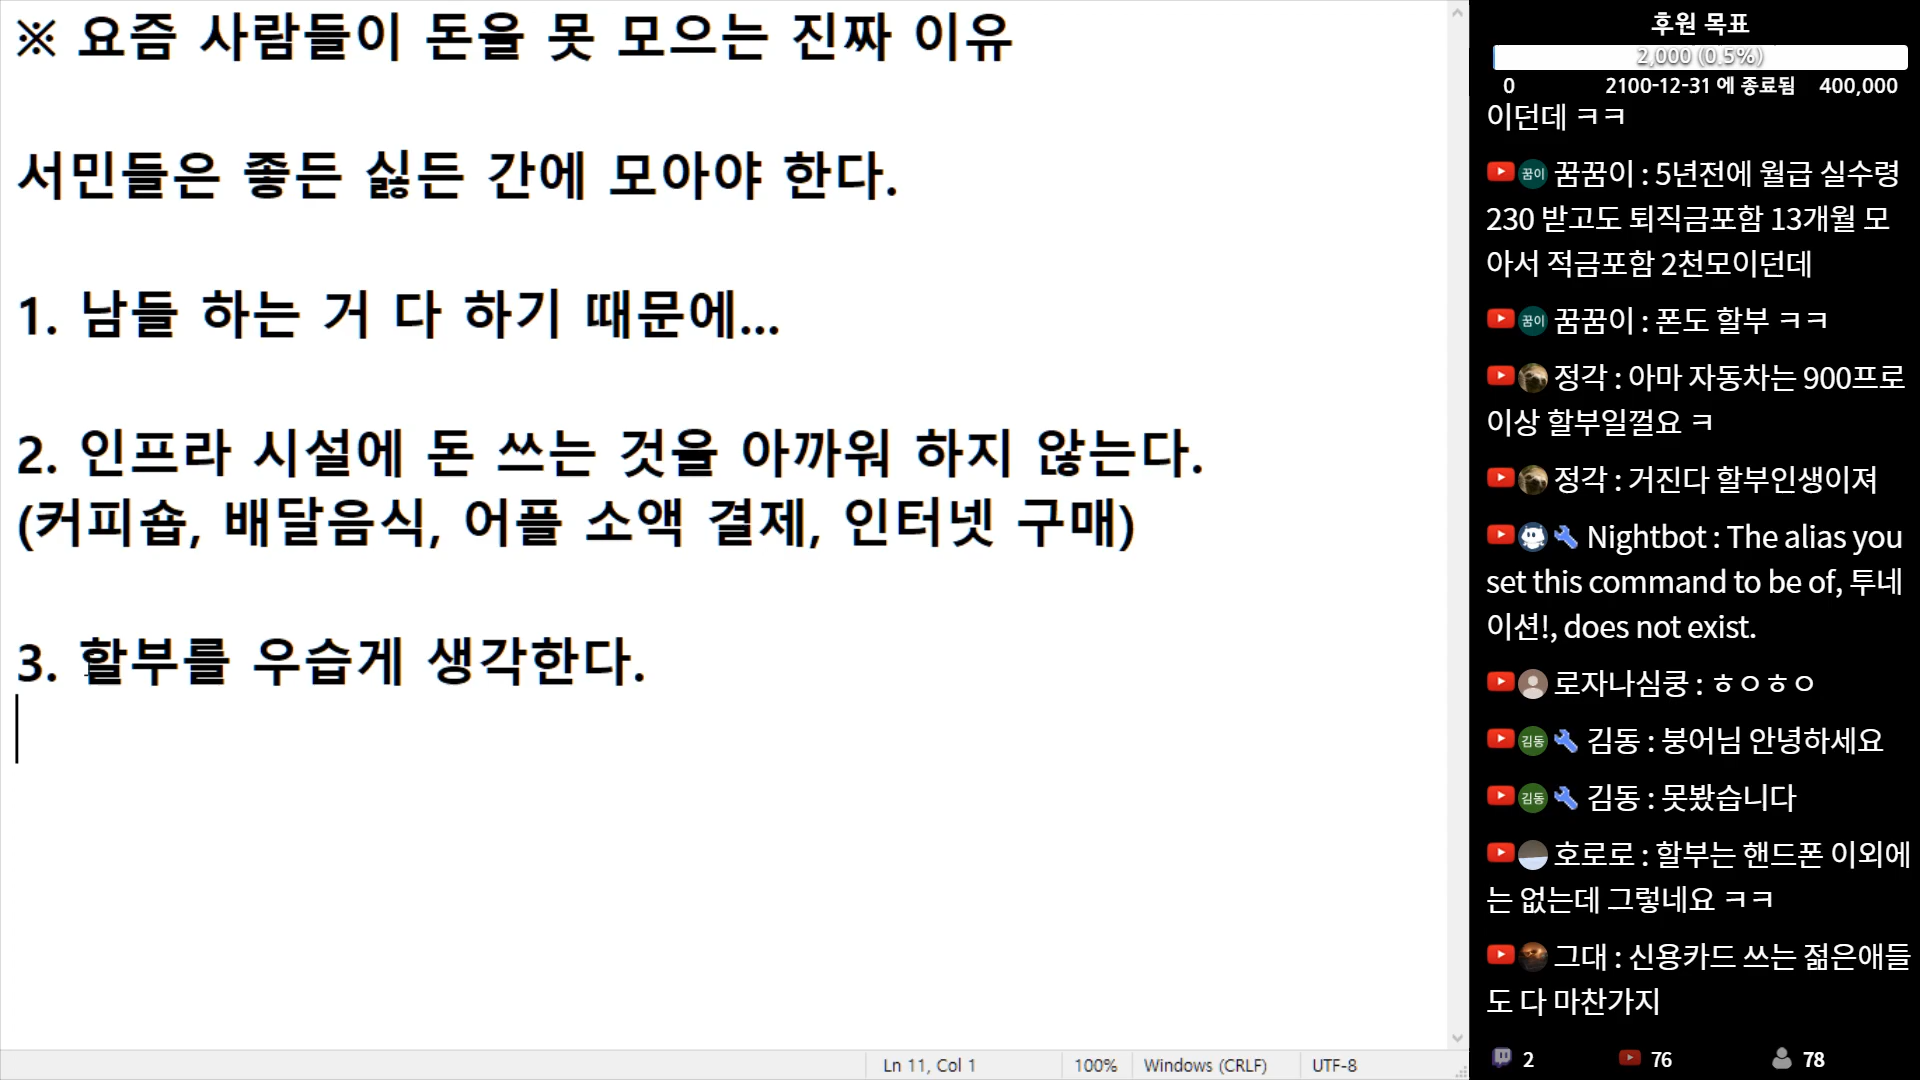 ※ 요즘 사람들이 돈을 못 모으는 진짜 이유
서민들은 좋든 싫든 간에 모아야 한다.
1. 남들 하는 거 다 하기 때문에...
2. 인프라 시설에 돈 쓰는 것을 아까워 하지 않는다.
(커피숍, 배달음식, 어플 소액 결제, 인터넷 구매)
3. 할부를 우습게 생각한다.
Ln 11, Col 1
100%
Windows (CRLF)
UTF-8
후원 목표
2,000 (0.5%)
0 2100-12-31 에 종료됨 400,000
이던데 ㅋㅋ
꿈이 꿈꿈이 : 5년전에 월급 실수령
230 받고도 퇴직금포함 13개월 모
아서 적금포함 2천모이던데
꿈이 꿈꿈이 : 폰도 할부 ㅋㅋ
정각 : 아마 자동차는 900프로
이상 할부일껄요 ㅋ
정각 : 거진다 할부인생이져
Nightbot : The alias you
set this command to be of, 투네
이션!, does not exist.
로자나심쿵 : ㅎㅇㅎㅇ
김동 김동 : 붕어님 안녕하세요
김동 김동 : 못봤습니다
호로로 : 할부는 핸드폰 이외에
는 없는데 그렇네요 ㅋㅋ
그대 : 신용카드 쓰는 젊은애들
도 다 마찬가지
2 76 78